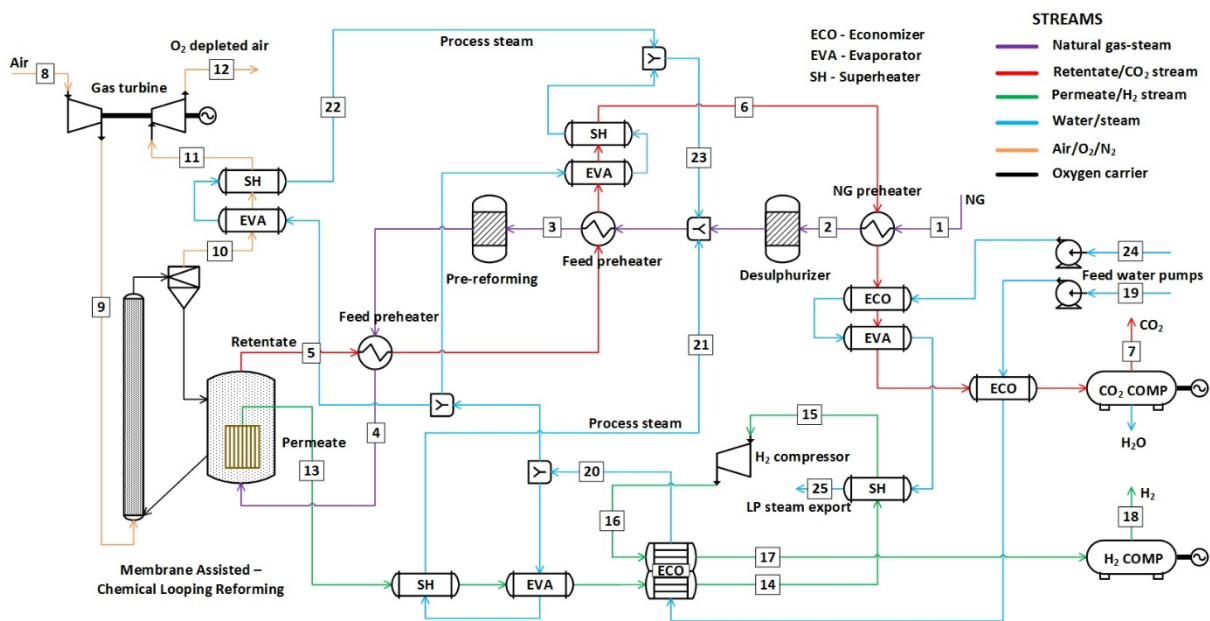 STREAMS
Natural gas-steam
Retentate/CO₂ stream
Permeate/H₂ stream
Water/steam
Air/O₂/N₂
Oxygen carrier
ECO - Economizer
EVA - Evaporator
SH - Superheater
Process steam
O₂ depleted air
Air
8
12
Gas turbine
22
6
11
SH
EVA
10
9
SH
EVA
23
NG preheater
NG
1
2
3
Pre-reforming
Feed preheater
Desulphurizer
24
Feed water pumps
19
ECO
EVA
Feed preheater
Retentate
5
21
CO₂
7
ECO
CO₂ COMP
H₂O
4
Permeate
13
Process steam
15
H₂ compressor
20
SH
25
LP steam export
16
H₂
18
17
ECO
14
H₂ COMP
SH
EVA
Membrane Assisted –
Chemical Looping Reforming